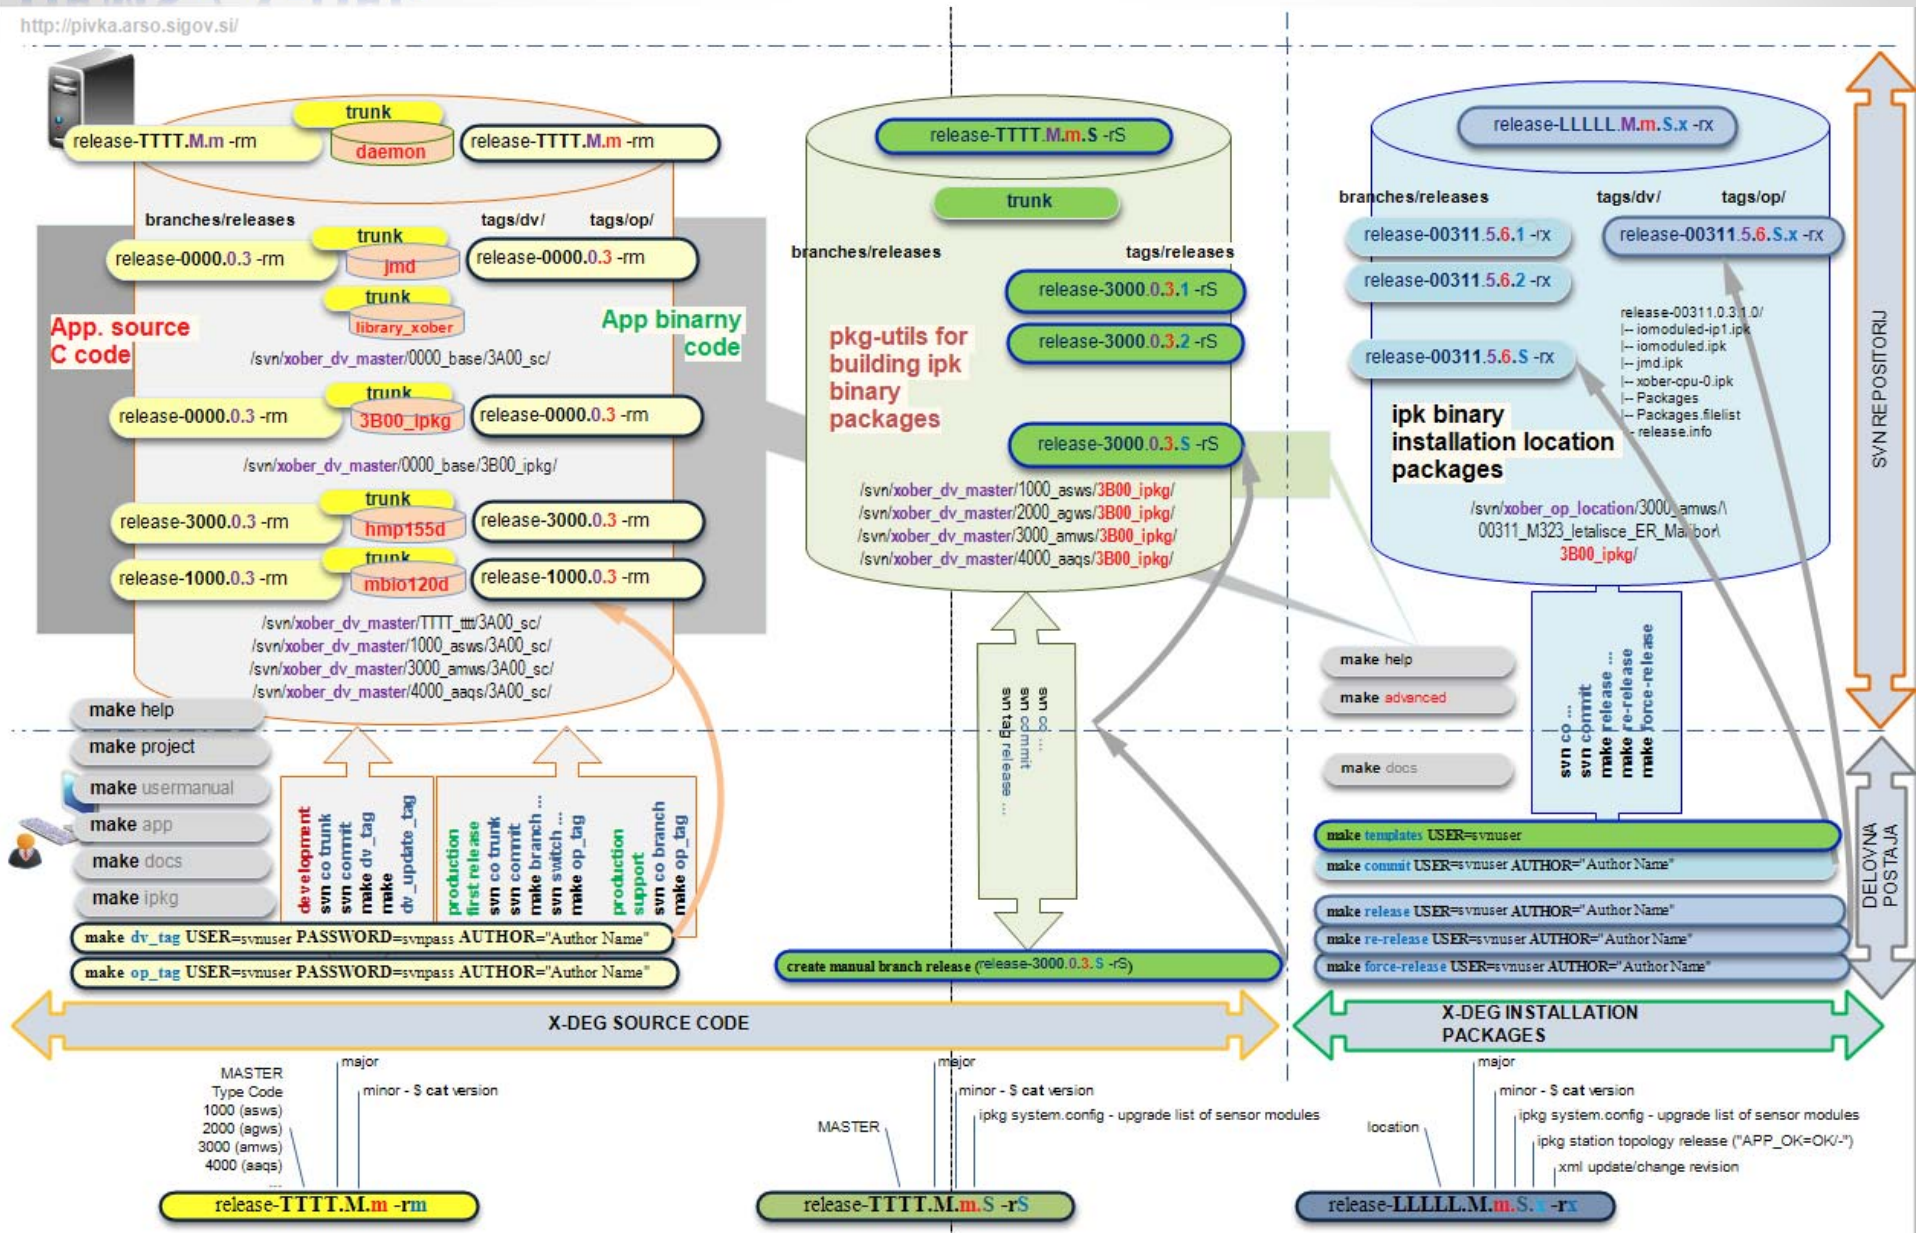 http://pivka.arso.sigov.si/
trunk
release-TTTT.M.m -rm
daemon
release-TTTT.M.m -rm
branches/releases
tags/dv/
tags/op/
trunk
release-0000.0.3 -rm
jmd
release-0000.0.3 -rm
trunk
library_xober
App. source
C code
App binarny
code
/svn/xober_dv_master/0000_base/3A00_sc/
trunk
release-0000.0.3 -rm
3B00_ipkg
release-0000.0.3 -rm
/svn/xober_dv_master/0000_base/3B00_ipkg/
trunk
release-3000.0.3 -rm
hmp155d
release-3000.0.3 -rm
trunk
release-1000.0.3 -rm
mbio120d
release-1000.0.3 -rm
/svn/xober_dv_master/TTTT_tttt/3A00_sc/
/svn/xober_dv_master/1000_asws/3A00_sc/
/svn/xober_dv_master/3000_amws/3A00_sc/
/svn/xober_dv_master/4000_aaqs/3A00_sc/
make help
make project
make usermanual
make app
make docs
make ipkg
development
svn co trunk
svn commit
make dv_tag
make
dv_update_tag
production
first release
svn co trunk
svn commit
make branch ...
svn switch ...
make op_tag
production
support
svn co branch
make op_tag
make dv_tag USER=svnuser PASSWORD=svnpass AUTHOR="Author Name"
make op_tag USER=svnuser PASSWORD=svnpass AUTHOR="Author Name"
release-TTTT.M.m.S -rS
trunk
branches/releases
tags/releases
release-3000.0.3.1 -rS
release-3000.0.3.2 -rS
pkg-utils for
building ipk
binary
packages
release-3000.0.3.S -rS
/svn/xober_dv_master/1000_asws/3B00_ipkg/
/svn/xober_dv_master/2000_agws/3B00_ipkg/
/svn/xober_dv_master/3000_amws/3B00_ipkg/
/svn/xober_dv_master/4000_aaqs/3B00_ipkg/
svn co ...
svn commit
svn tag release ...
create manual branch release (release-3000.0.3.S -rS)
release-LLLLL.M.m.S.x -rx
branches/releases
tags/dv/
tags/op/
release-00311.5.6.1 -rx
release-00311.5.6.S.x -rx
release-00311.5.6.2 -rx
release-00311.5.6.S -rx
release-00311.0.3.1.0/
|-- iomoduled-ip1.ipk
|-- iomoduled.ipk
|-- jmd.ipk
|-- xober-cpu-0.ipk
|-- Packages
|-- Packages.filelist
`-- release.info
ipk binary
installation location
packages
/svn/xober_op_location/3000_amws/\
00311_M323_letalisce_ER_Maribor\
3B00_ipkg/
make help
make advanced
make docs
svn co ...
svn commit
make release ...
make re-release
make force-release
make templates USER=svnuser
make commit USER=svnuser AUTHOR="Author Name"
make release USER=svnuser AUTHOR="Author Name"
make re-release USER=svnuser AUTHOR="Author Name"
make force-release USER=svnuser AUTHOR="Author Name"
SVN REPOSITORIJ
DELOVNA
POSTAJA
X-DEG SOURCE CODE
X-DEG INSTALLATION
PACKAGES
MASTER
Type Code
1000 (asws)
2000 (agws)
3000 (amws)
4000 (aaqs)
...
major
minor - $ cat version
release-TTTT.M.m -rm
MASTER
major
minor - $ cat version
ipkg system.config - upgrade list of sensor modules
release-TTTT.M.m.S -rS
location
major
minor - $ cat version
ipkg system.config - upgrade list of sensor modules
ipkg station topology release ("APP_OK=OK/-")
xml update/change revision
release-LLLLL.M.m.S.x -rx